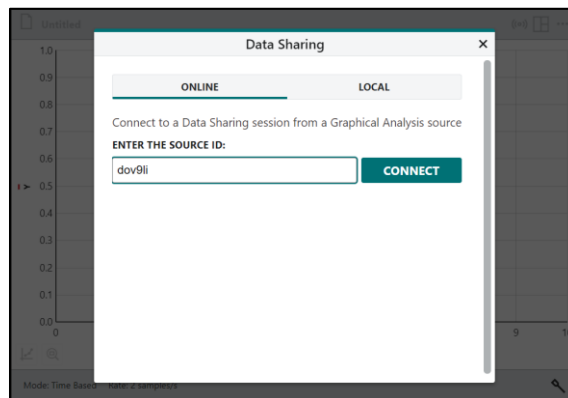 Untitled
Data Sharing
×
ONLINE LOCAL
Connect to a Data Sharing session from a Graphical Analysis source
ENTER THE SOURCE ID:
dov9li
CONNECT
1.0
0.9
0.8
0.7
0.6
0.5
0.4
0.3
0.2
0.1
0.0
0 9 10
Mode: Time Based Rate: 2 samples/s